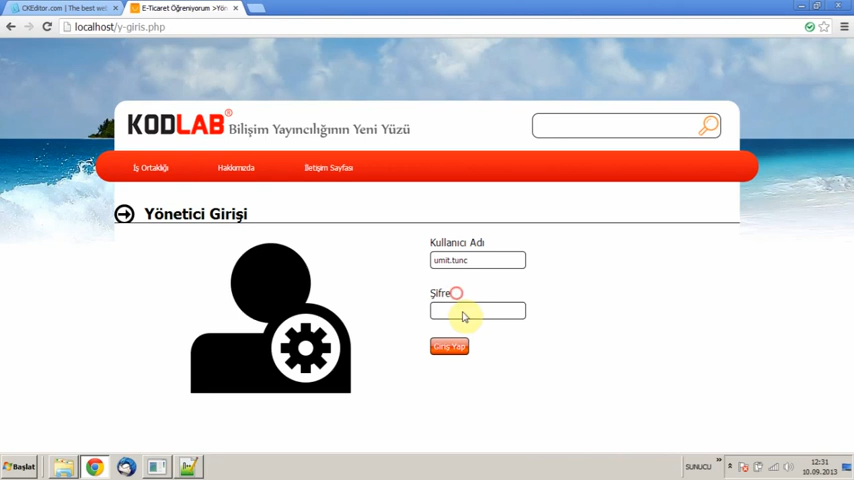 CKEditor.com | The best wel
E-Ticaret Öğreniyorum >Yön
localhost/y-giris.php
KODLAB® Bilişim Yayıncılığının Yeni Yüzü
İş Ortaklığı Hakkımızda İletişim Sayfası
Yönetici Girişi
Kullanıcı Adı
umit.tunc
Şifre
Giriş Yap
Başlat
SUNUCU
12:31
10.09.2013